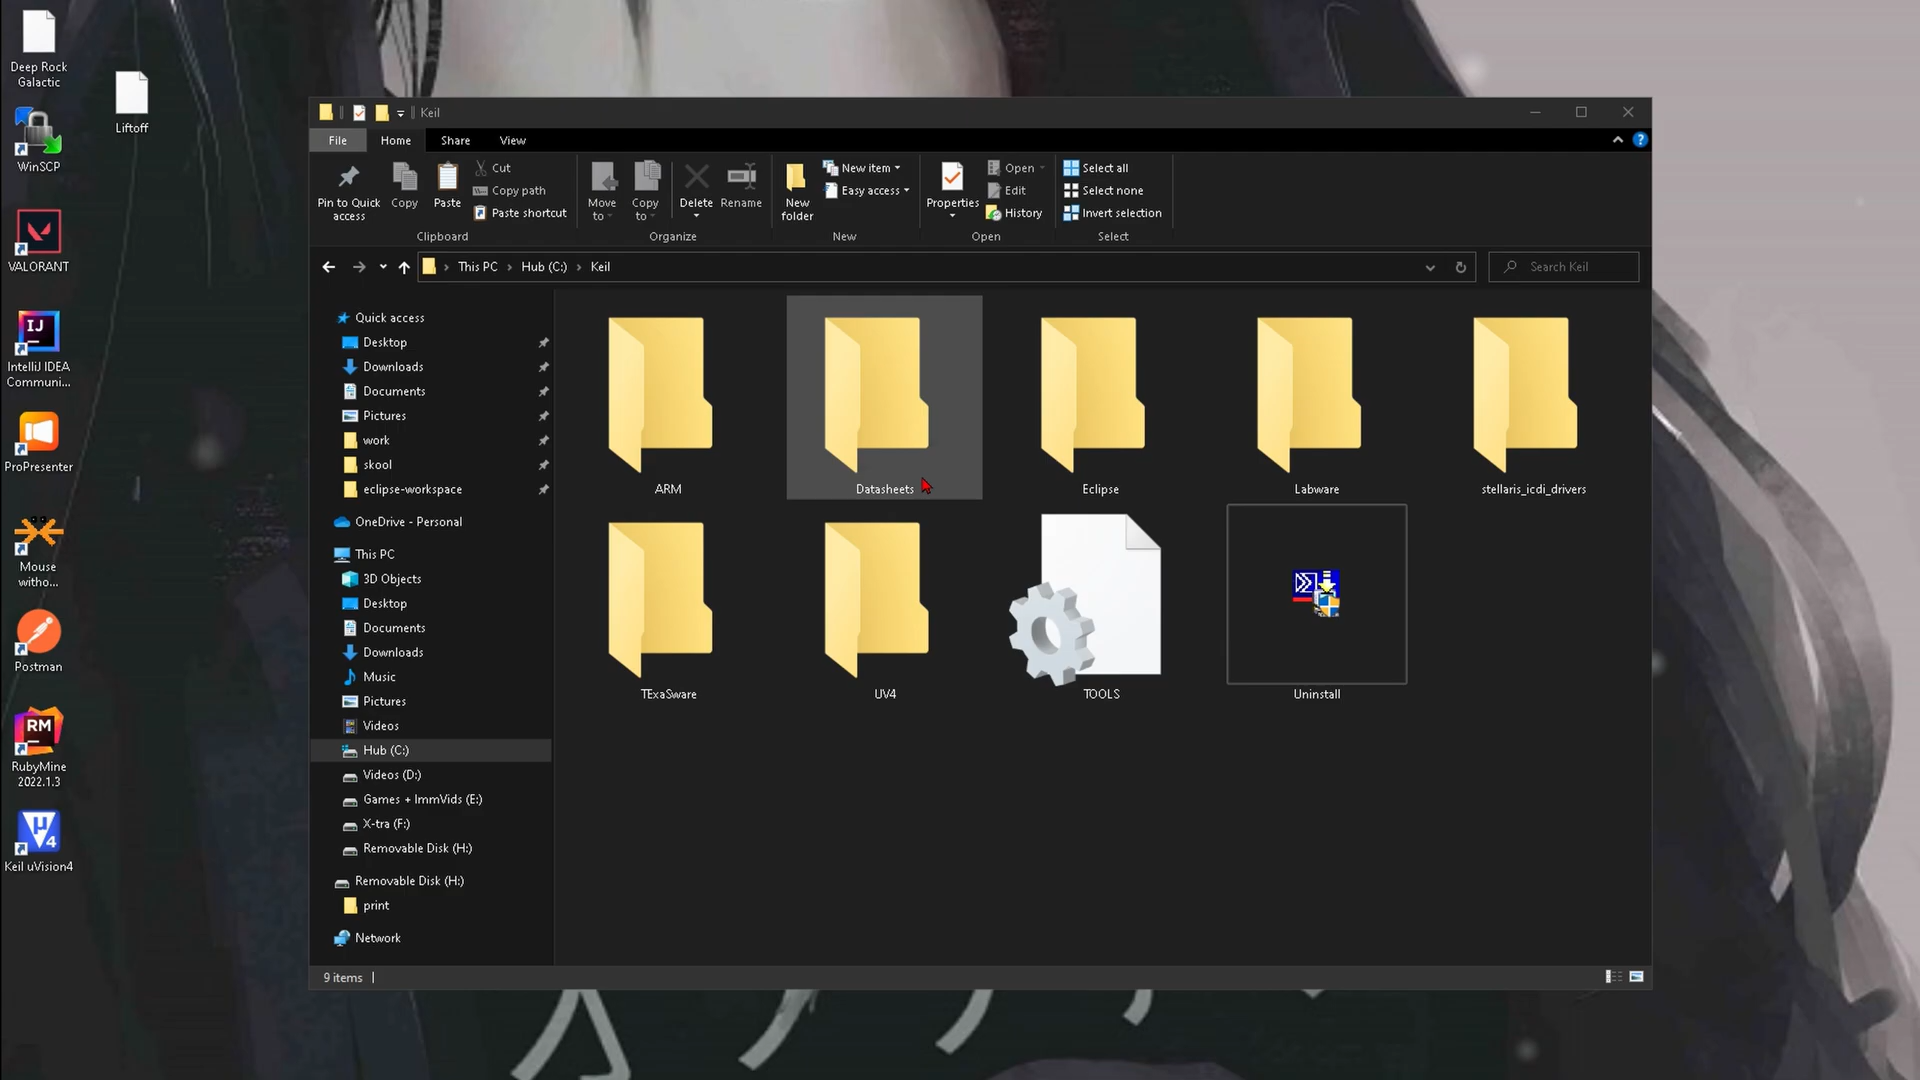 Deep Rock
Galactic
Liftoff
WinSCP
VALORANT
IJ
IntelliJ IDEA
Communi...
ProPresenter
Mouse
witho...
Postman
RM
RubyMine
2022.1.3
μV 4
Keil uVision4
Keil
File
Home
Share
View
Pin to Quick
access
Copy
Paste
Cut
Copy path
Paste shortcut
Clipboard
Move
to
Copy
to
Delete
Rename
Organize
New
folder
New item
Easy access
New
Properties
Open
Edit
History
Open
Select all
Select none
Invert selection
Select
This PC › Hub (C:) › Keil
Search Keil
Quick access
Desktop
Downloads
Documents
Pictures
work
skool
eclipse-workspace
OneDrive - Personal
This PC
3D Objects
Desktop
Documents
Downloads
Music
Pictures
Videos
Hub (C:)
Videos (D:)
Games + ImmVids (E:)
X-tra (F:)
Removable Disk (H:)
Removable Disk (H:)
print
Network
ARM
Datasheets
Eclipse
Labware
stellaris_icdi_drivers
TExaSware
UV4
TOOLS
Uninstall
9 items